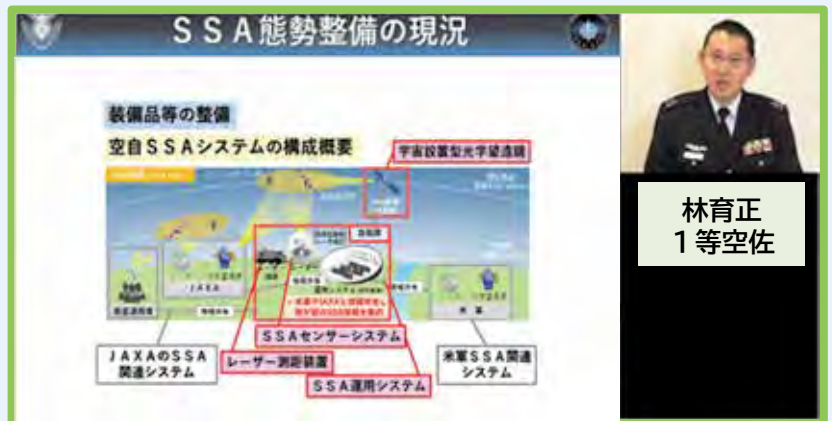 SSA態勢整備の現況
装備品等の整備
空自SSAシステムの構成概要
宇宙設置型光学望遠鏡
自衛隊
JAXA
米軍
SSAセンサーシステム
JAXAのSSA
関連システム
レーザー測距装置
米軍SSA関連
システム
SSA運用システム
林育正
1等空佐